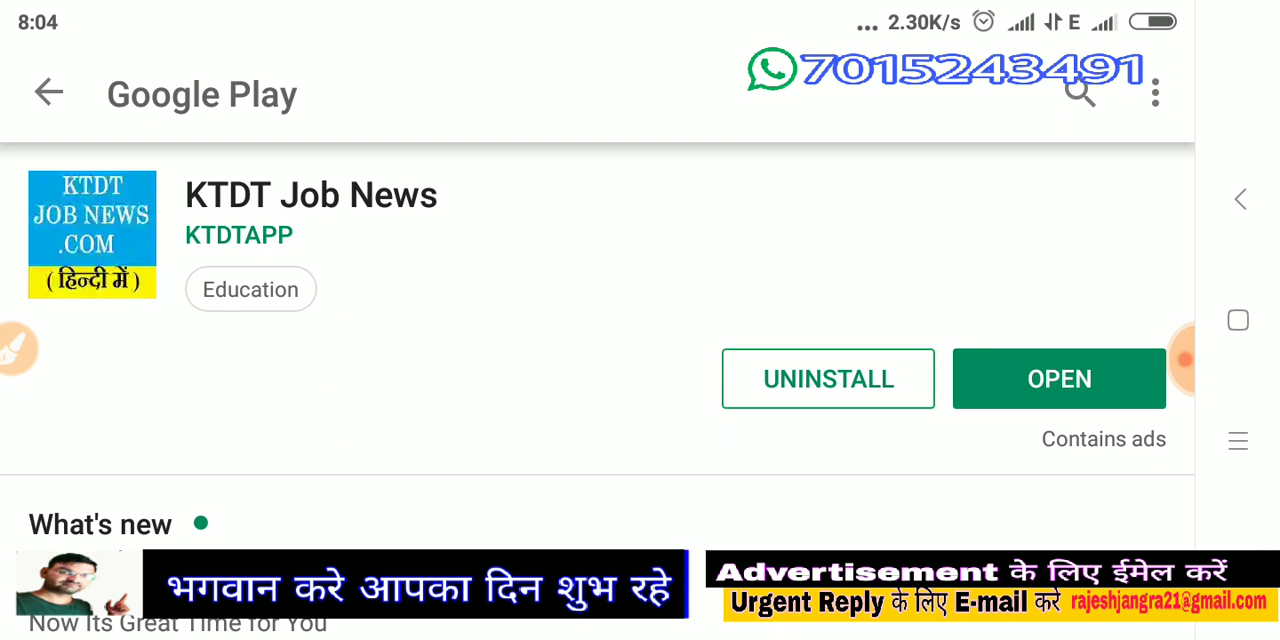 8:04
... 2.30K/s E
7015243491
Google Play
KTDT
JOB NEWS
.COM
( हिन्दी में )
KTDT Job News
KTDTAPP
Education
UNINSTALL
OPEN
Contains ads
What's new
भगवान करे आपका दिन शुभ रहे
Advertisement के लिए ईमेल करें
Urgent Reply के लिए E-mail करें rajeshjangra21@gmail.com
Now Its Great Time for You